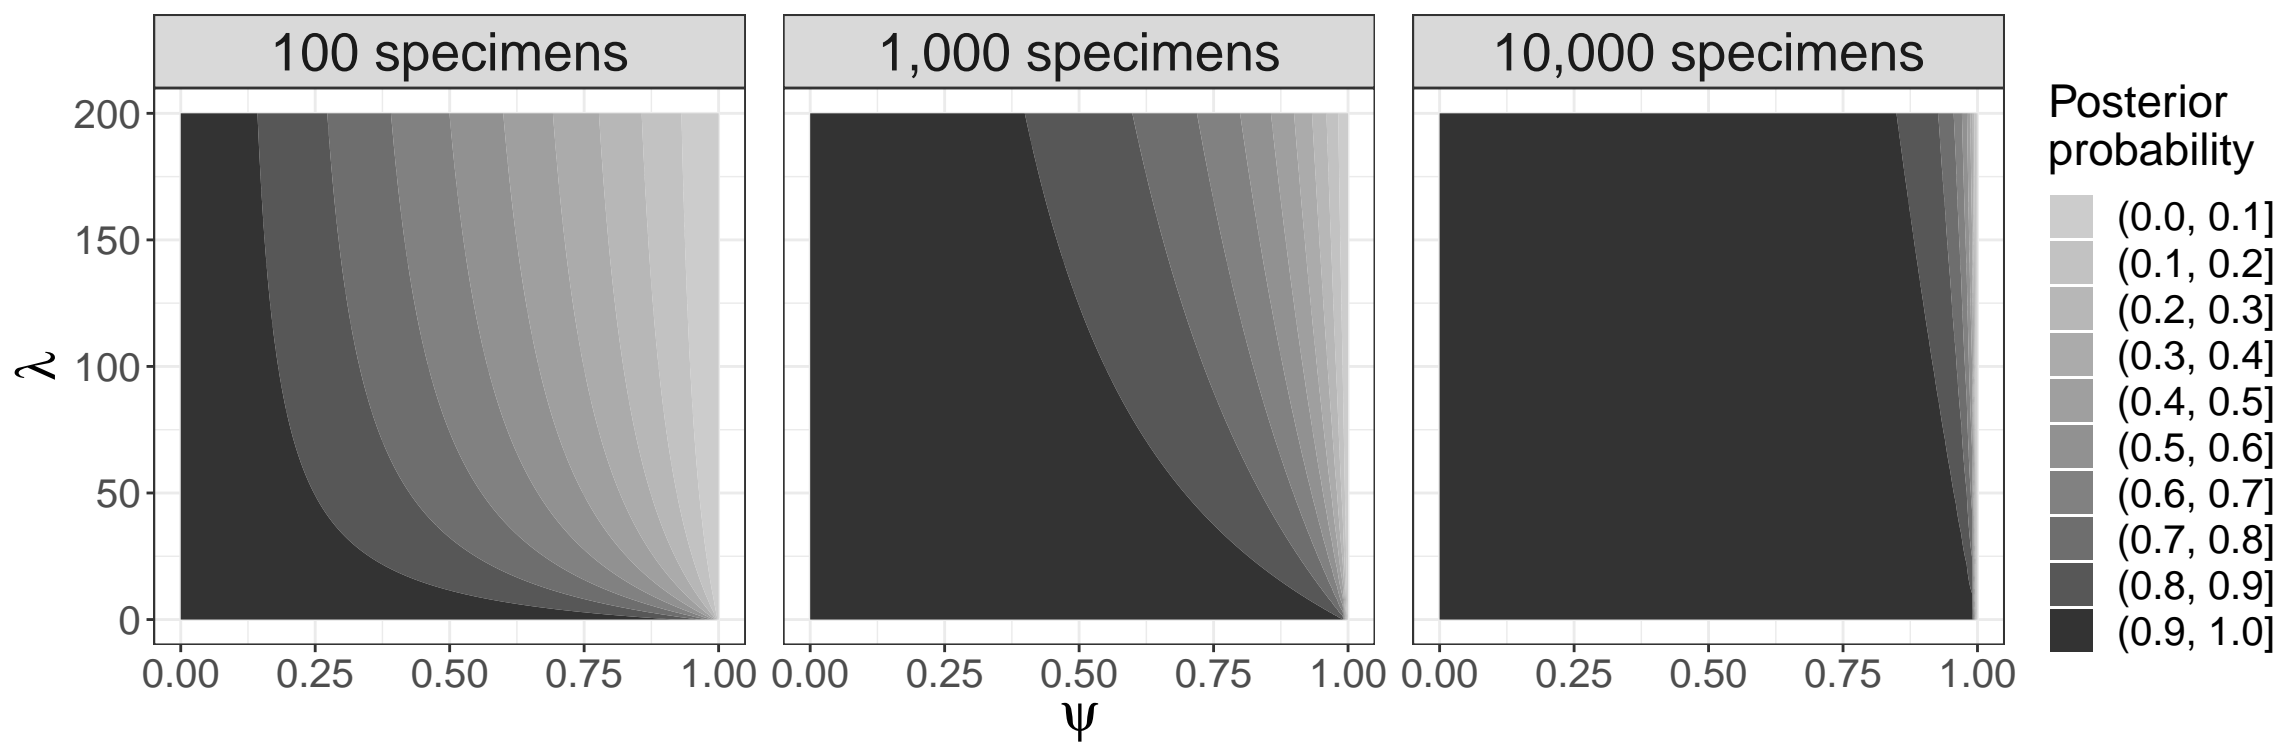 100 specimens
1,000 specimens
10,000 specimens
200
150
100
50
0
λ
0.00 0.25 0.50 0.75 1.00
0.00 0.25 0.50 0.75 1.00
0.00 0.25 0.50 0.75 1.00
ψ
Posterior
probability
(0.0, 0.1]
(0.1, 0.2]
(0.2, 0.3]
(0.3, 0.4]
(0.4, 0.5]
(0.5, 0.6]
(0.6, 0.7]
(0.7, 0.8]
(0.8, 0.9]
(0.9, 1.0]